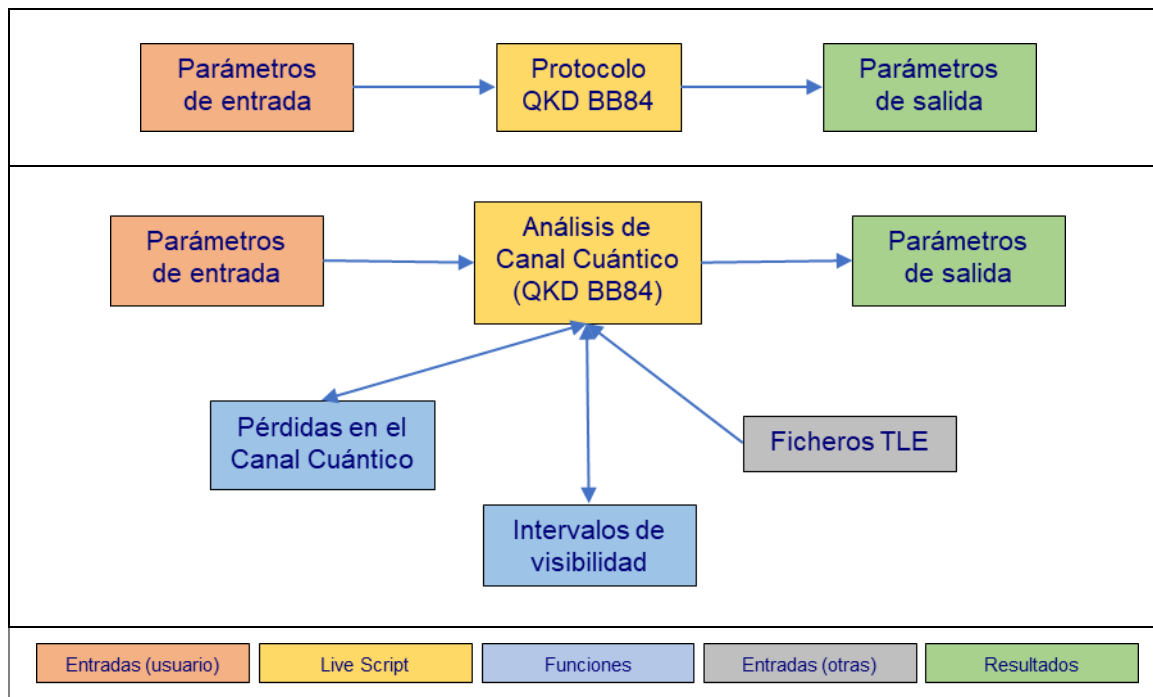 Parámetros
de entrada
Protocolo
QKD BB84
Parámetros
de salida
Parámetros
de entrada
Análisis de
Canal Cuántico
(QKD BB84)
Parámetros
de salida
Pérdidas en el
Canal Cuántico
Ficheros TLE
Intervalos de
visibilidad
Entradas (usuario)
Live Script
Funciones
Entradas (otras)
Resultados